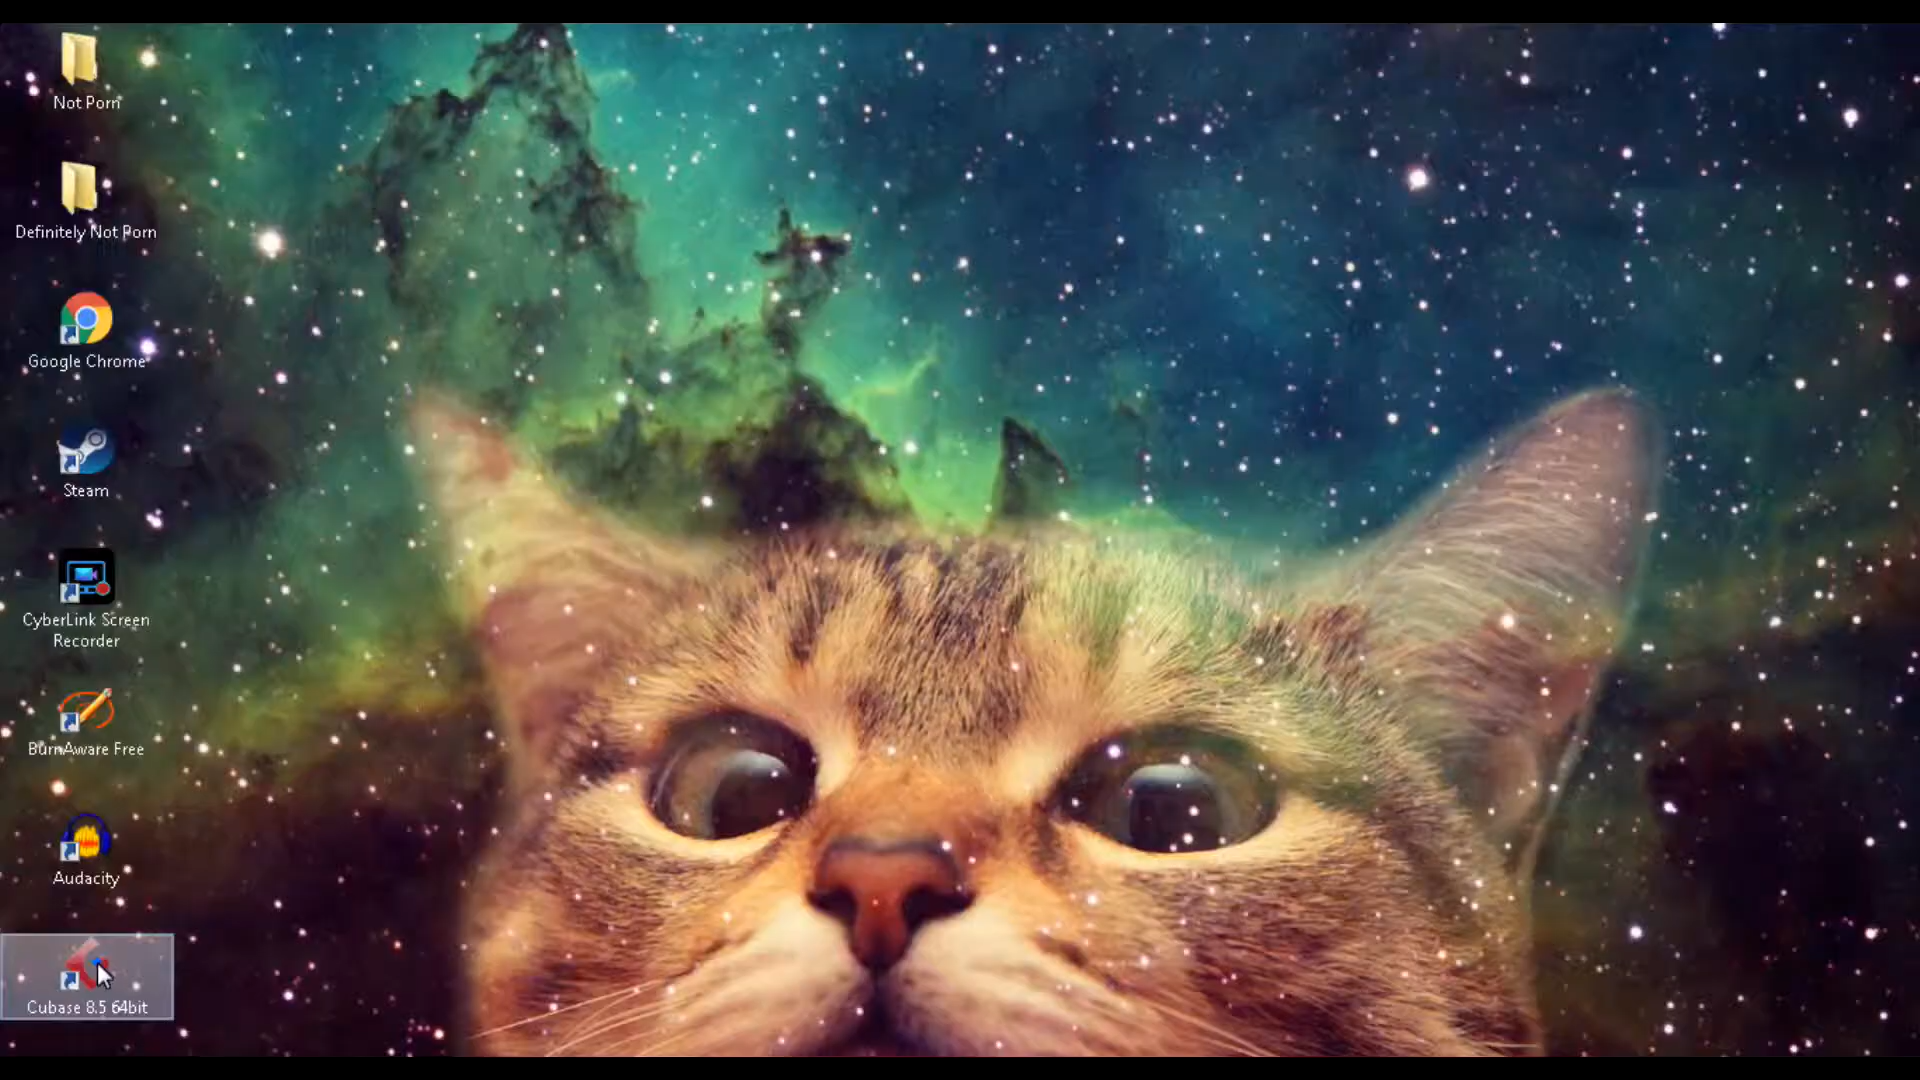 Not Porn
Definitely Not Porn
Google Chrome
Steam
CyberLink Screen
Recorder
BurnAware Free
Audacity
Cubase 8.5 64bit